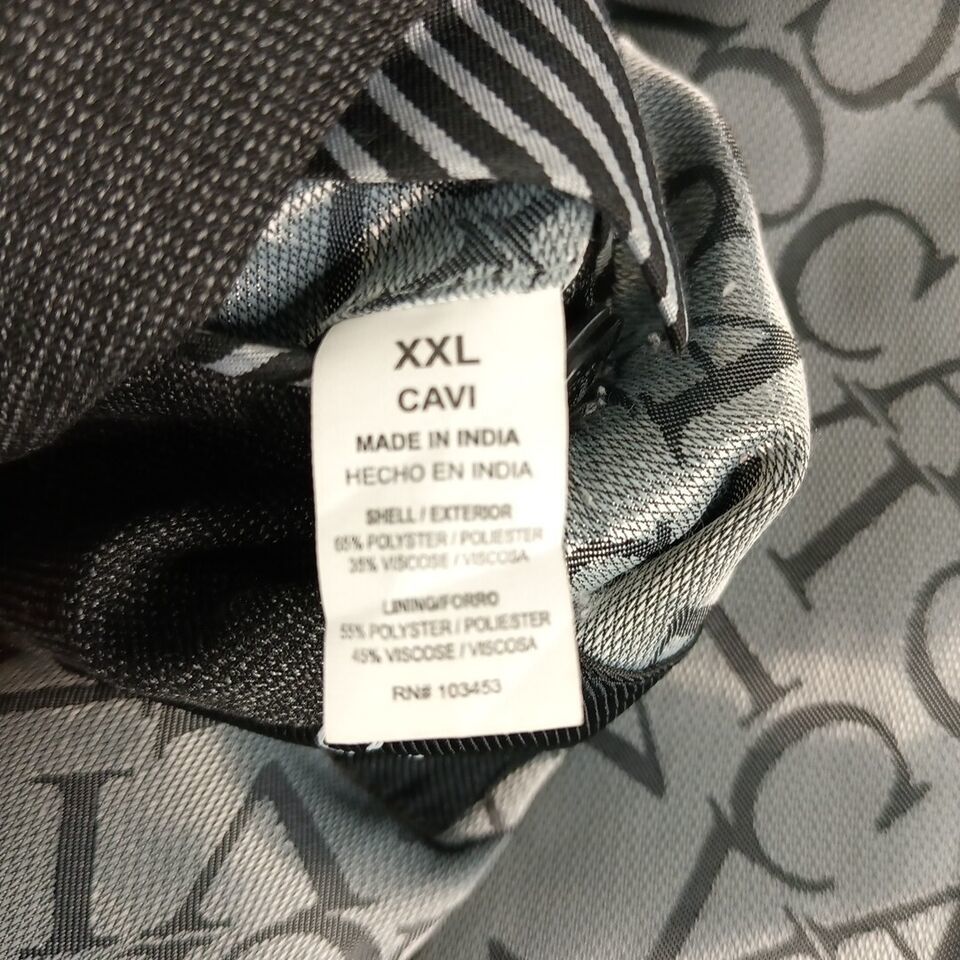 XXL
CAVI
MADE IN INDIA
HECHO EN INDIA
SHELL / EXTERIOR
65% POLYSTER / POLIESTER
35% VISCOSE / VISCOSA
LINING/FORRO
55% POLYSTER / POLIESTER
45% VISCOSE / VISCOSA
RN# 103453